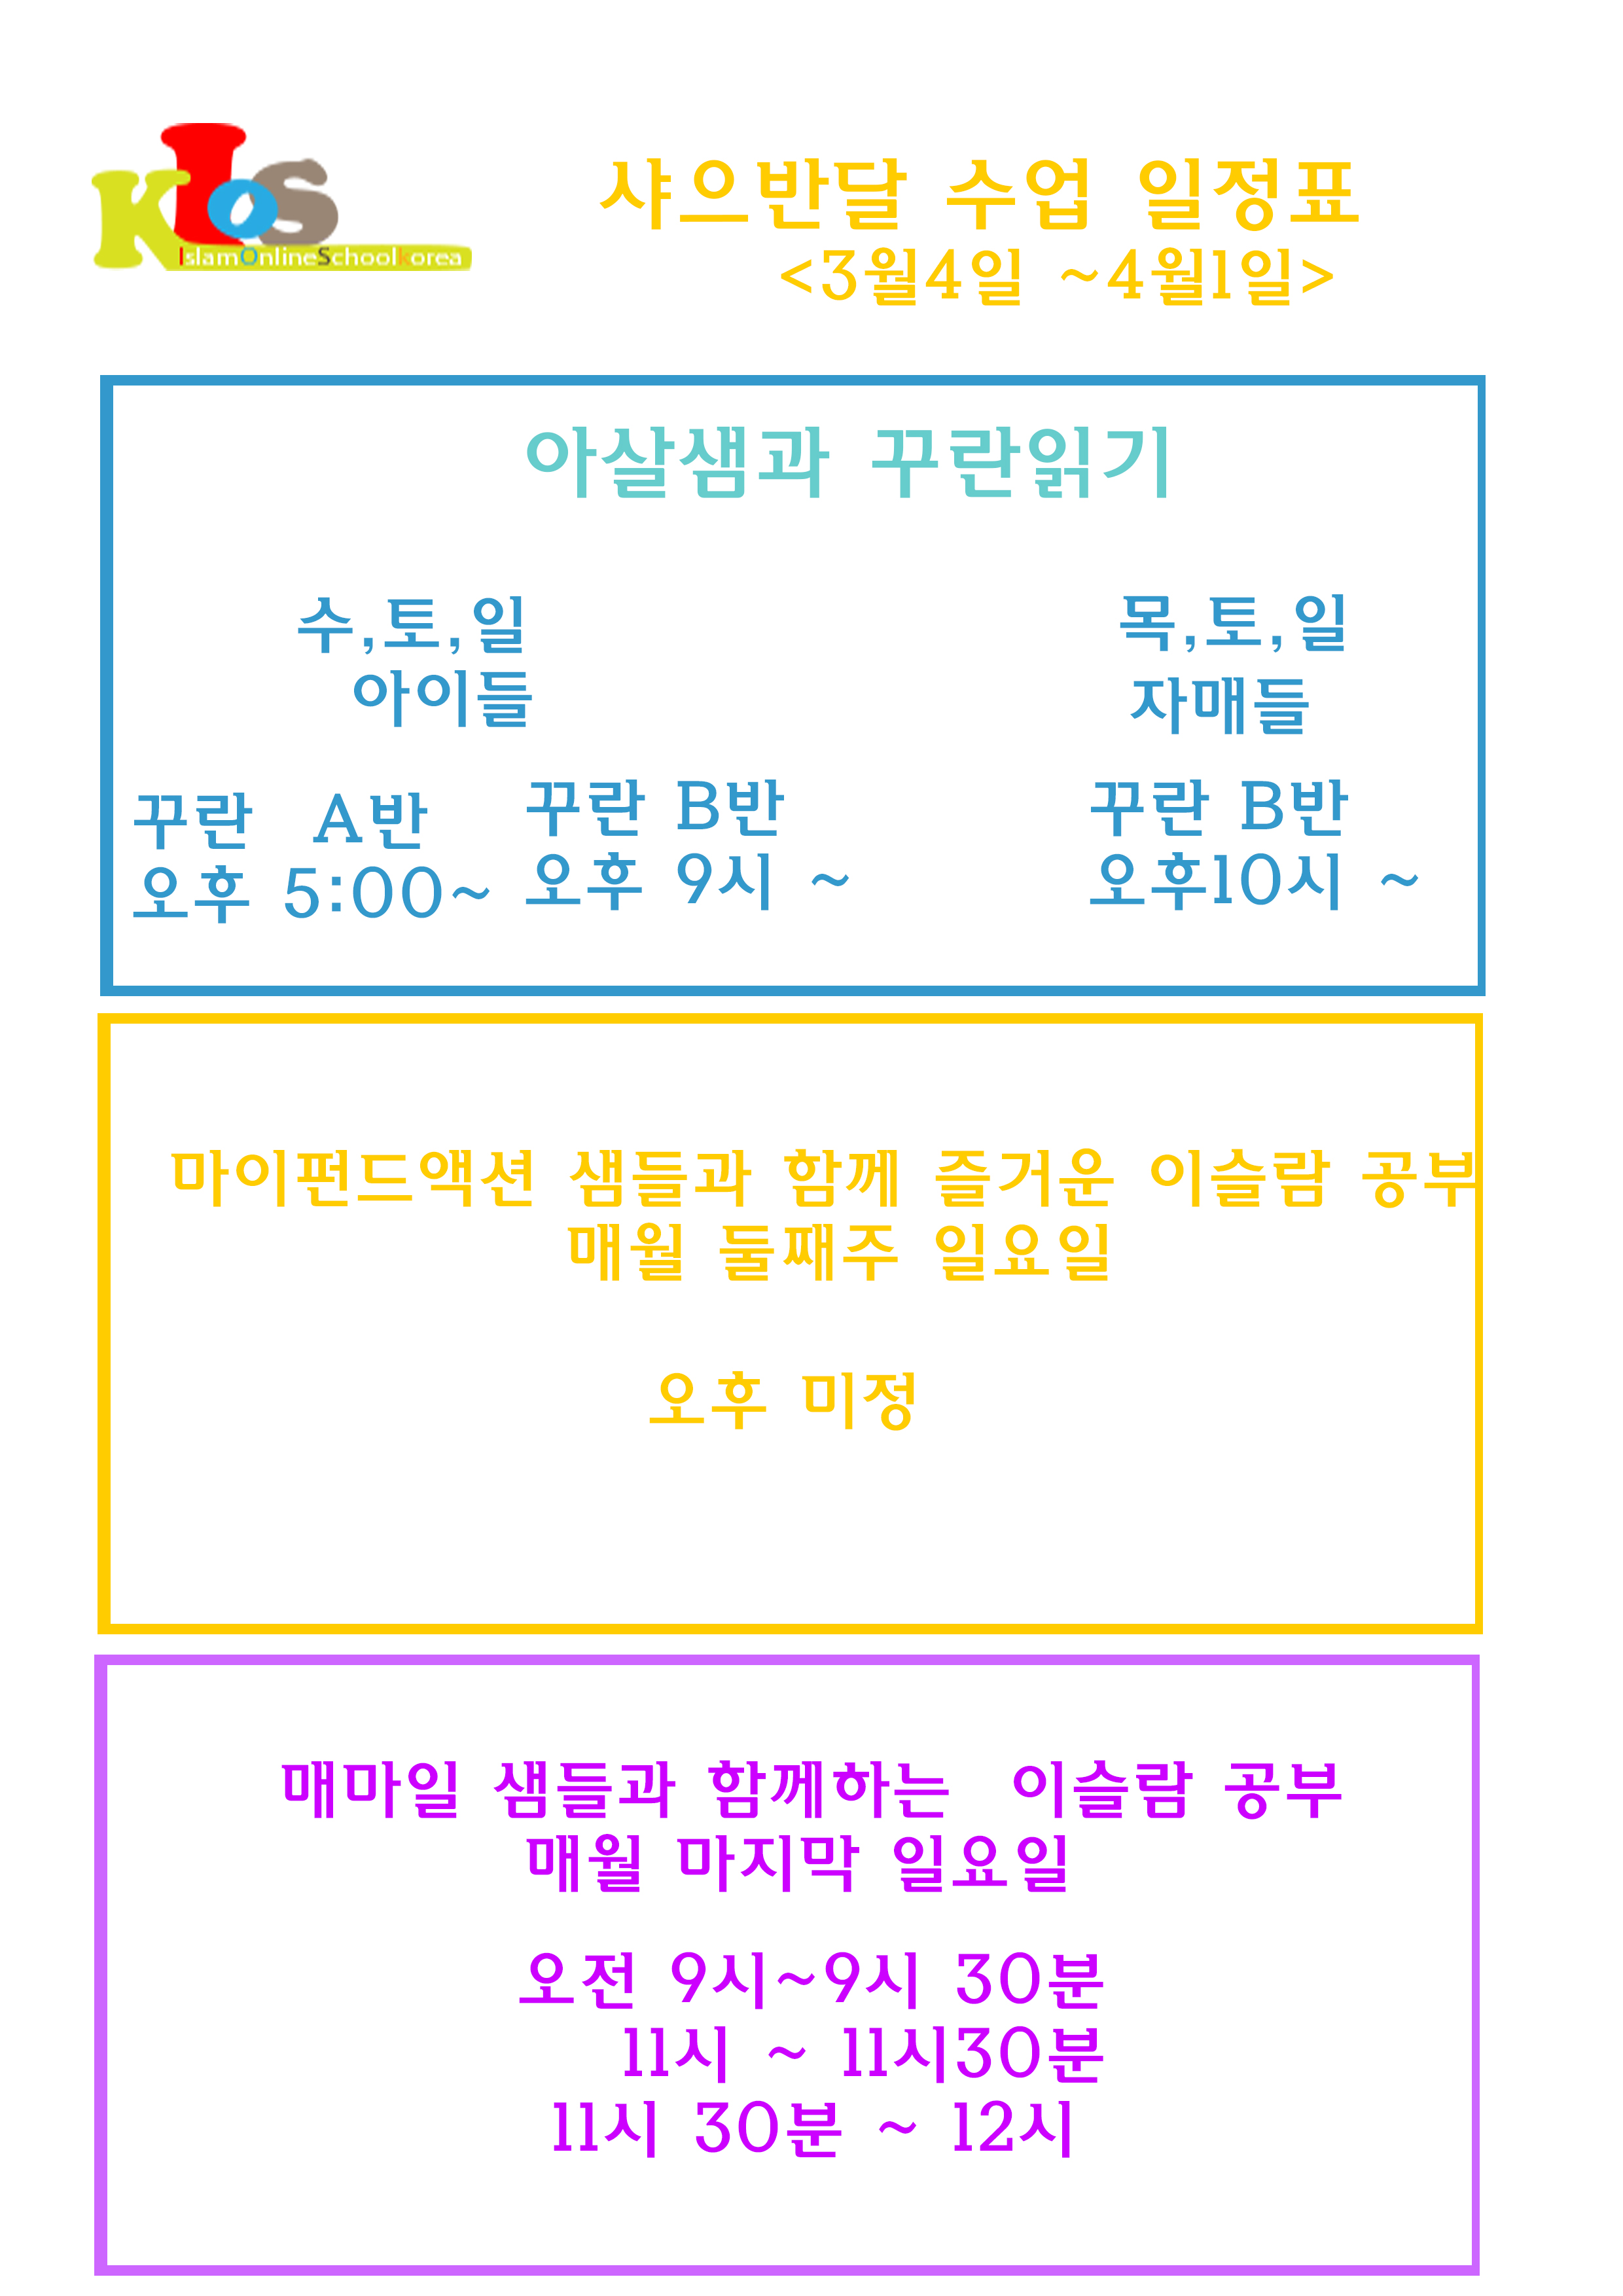 KIOS
IslamOnlineSchoolkorea
샤으반달 수업 일정표
<3월4일 ~4월1일>
아살샘과 꾸란읽기
수,토,일
아이들
목,토,일
자매들
꾸란 A반
오후 5:00~
꾸란 B반
오후 9시 ~
꾸란 B반
오후10시 ~
마이펀드액션 샘들과 함께 즐거운 이슬람 공부
매월 둘째주 일요일
오후 미정
매마일 샘들과 함께하는 이슬람 공부
매월 마지막 일요일
오전 9시~9시 30분
11시 ~ 11시30분
11시 30분 ~ 12시